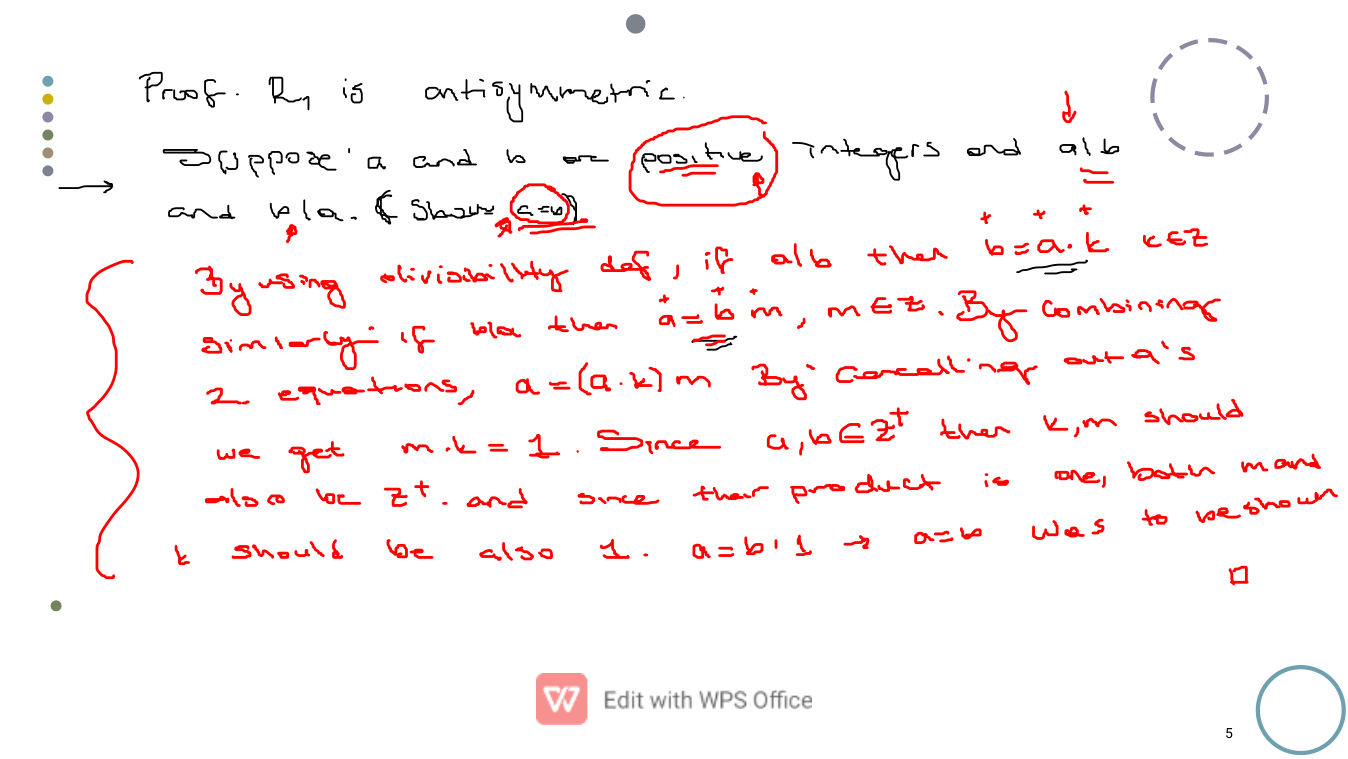 Proof. R1 is antisymmetric.
Suppose a and b are positive integers and a|b
and b|a. (Show a=b)
By using divisibility def, if a|b then b=a.k k∈Z
+ + +
similarly if b|a then a=b m, m∈Z. By combining
+ + +
2 equations, a=(a.k) m By cancelling out a's
we get m.k = 1. Since a,b∈Z+ then k,m should
also be Z+. and since their product is one, both m and
k should be also 1. a=b.1 → a=b was to be shown
□
Edit with WPS Office
5